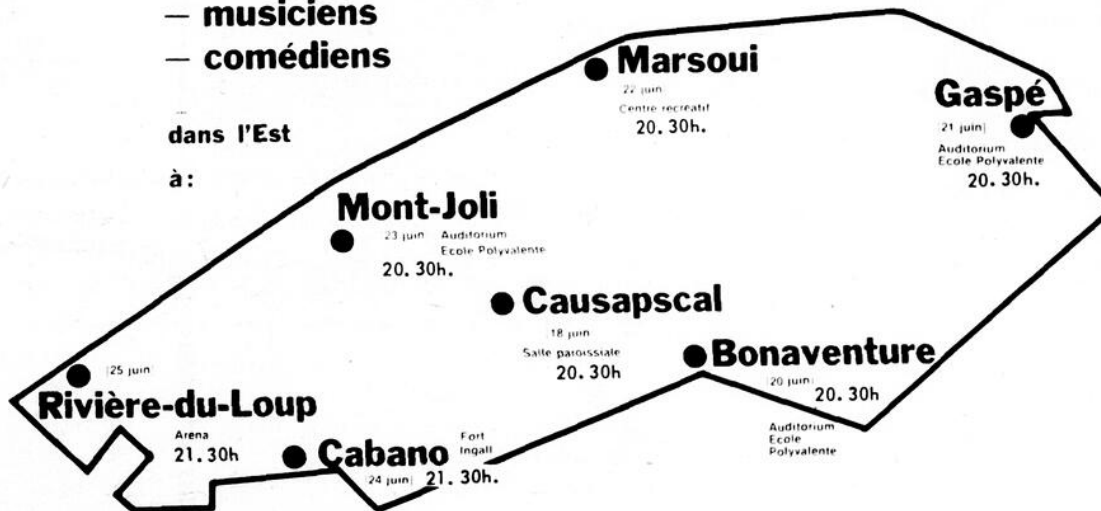 — musiciens
— comédiens
dans l'Est
à:
Marsoui
22 juin
Centre récréatif
20. 30h.
Gaspé
(21 juin)
Auditorium
Ecole Polyvalente
20. 30h.
Mont-Joli
23 juin Auditorium
Ecole Polyvalente
20. 30h.
Causapscal
18 juin
Salle paroissiale
20. 30h
Bonaventure
(20 juin)
20. 30h
Auditorium
Ecole
Polyvalente
(25 juin
Rivière-du-Loup
Arena
21. 30h
Cabano
Fort
Ingall
(24 juin) 21. 30h.